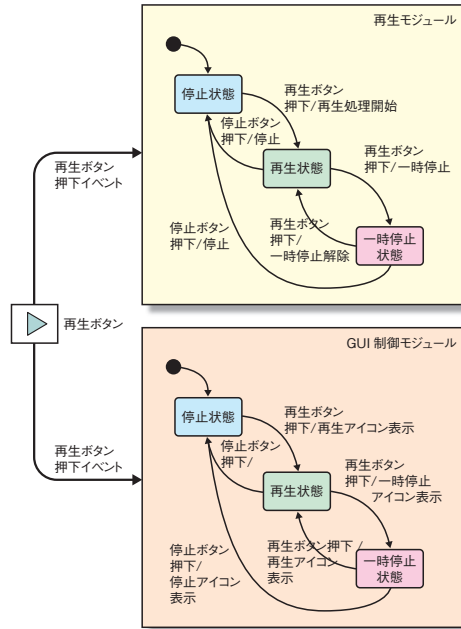 再生モジュール
停止状態
再生ボタン
押下/再生処理開始
停止ボタン
押下/停止
再生状態
再生ボタン
押下/一時停止
再生ボタン
押下イベント
停止ボタン
押下/停止
再生ボタン
押下/
一時停止解除
一時停止
状態
再生ボタン
GUI 制御モジュール
停止状態
再生ボタン
押下/再生アイコン表示
停止ボタン
押下/
再生ボタン
押下イベント
再生状態
再生ボタン
押下/一時停止
アイコン表示
停止ボタン
押下/
停止アイコン
表示
再生ボタン押下 /
再生アイコン
表示
一時停止
状態